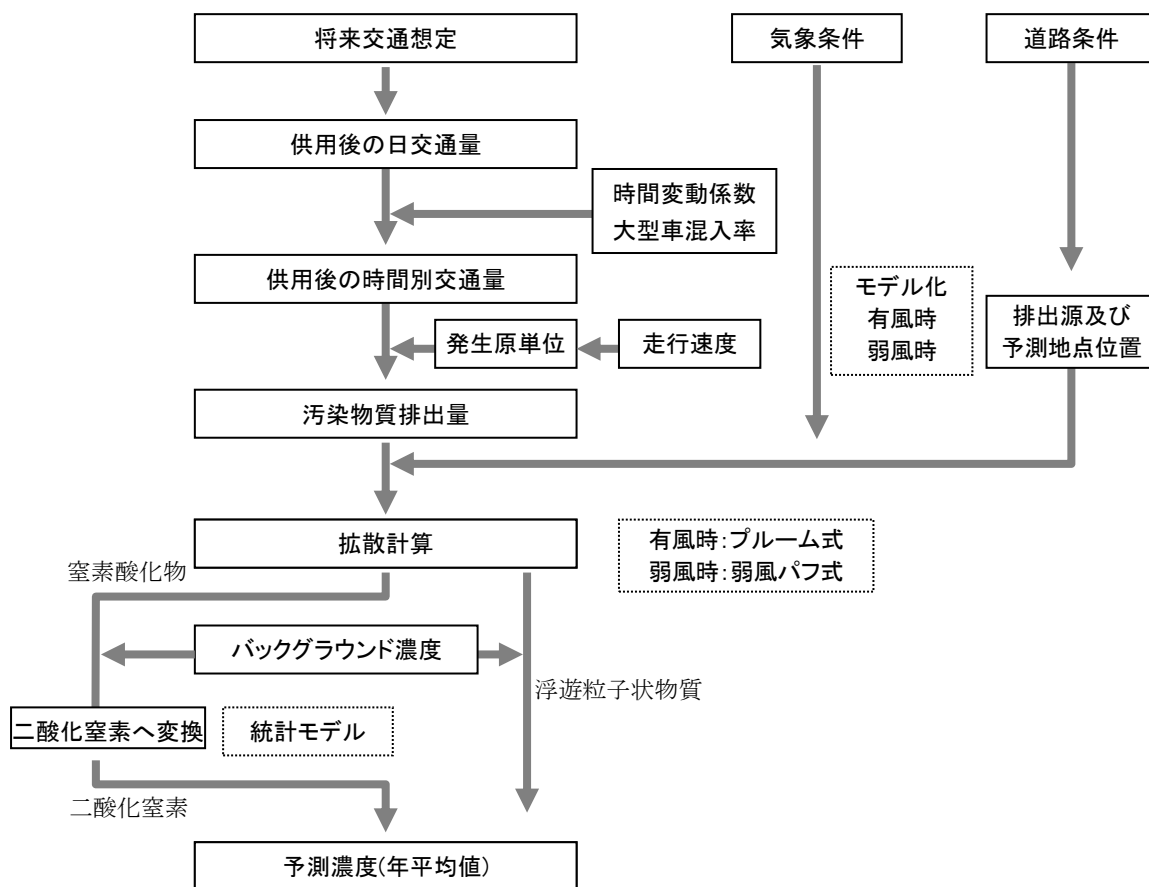 将来交通想定
気象条件
道路条件
供用後の日交通量
時間変動係数
大型車混入率
供用後の時間別交通量
モデル化
有風時
弱風時
排出源及び
予測地点位置
発生原単位
走行速度
汚染物質排出量
拡散計算
有風時：プルーム式
弱風時：弱風パフ式
窒素酸化物
バックグラウンド濃度
浮遊粒子状物質
二酸化窒素へ変換
統計モデル
二酸化窒素
予測濃度(年平均値)